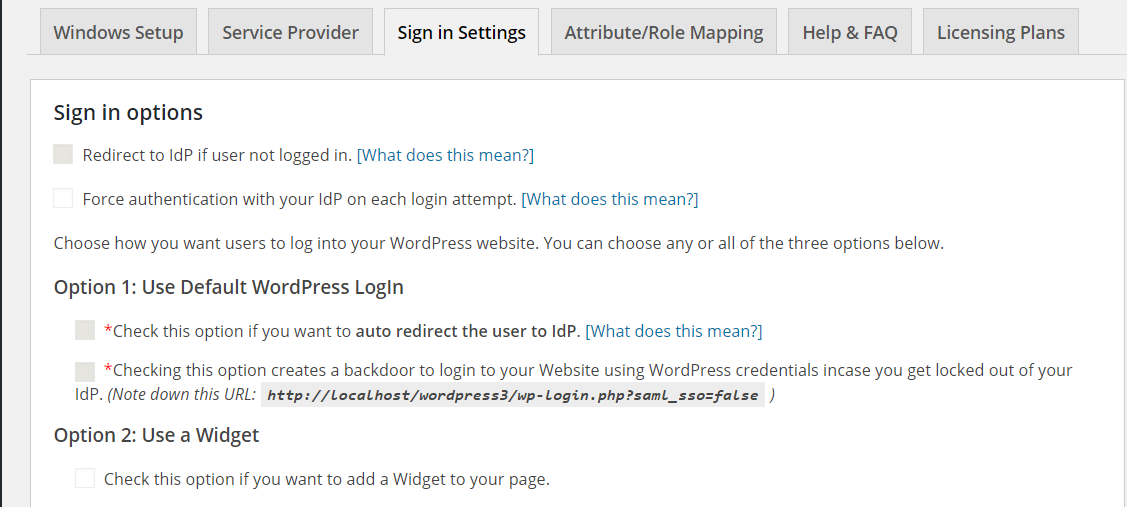 Windows Setup Service Provider Sign in Settings Attribute/Role Mapping Help & FAQ Licensing Plans
Sign in options
Redirect to IdP if user not logged in. [What does this mean?]
Force authentication with your IdP on each login attempt. [What does this mean?]
Choose how you want users to log into your WordPress website. You can choose any or all of the three options below.
Option 1: Use Default WordPress LogIn
*Check this option if you want to auto redirect the user to IdP. [What does this mean?]
*Checking this option creates a backdoor to login to your Website using WordPress credentials incase you get locked out of your
IdP. (Note down this URL: http://localhost/wordpress3/wp-login.php?saml_sso=false )
Option 2: Use a Widget
Check this option if you want to add a Widget to your page.